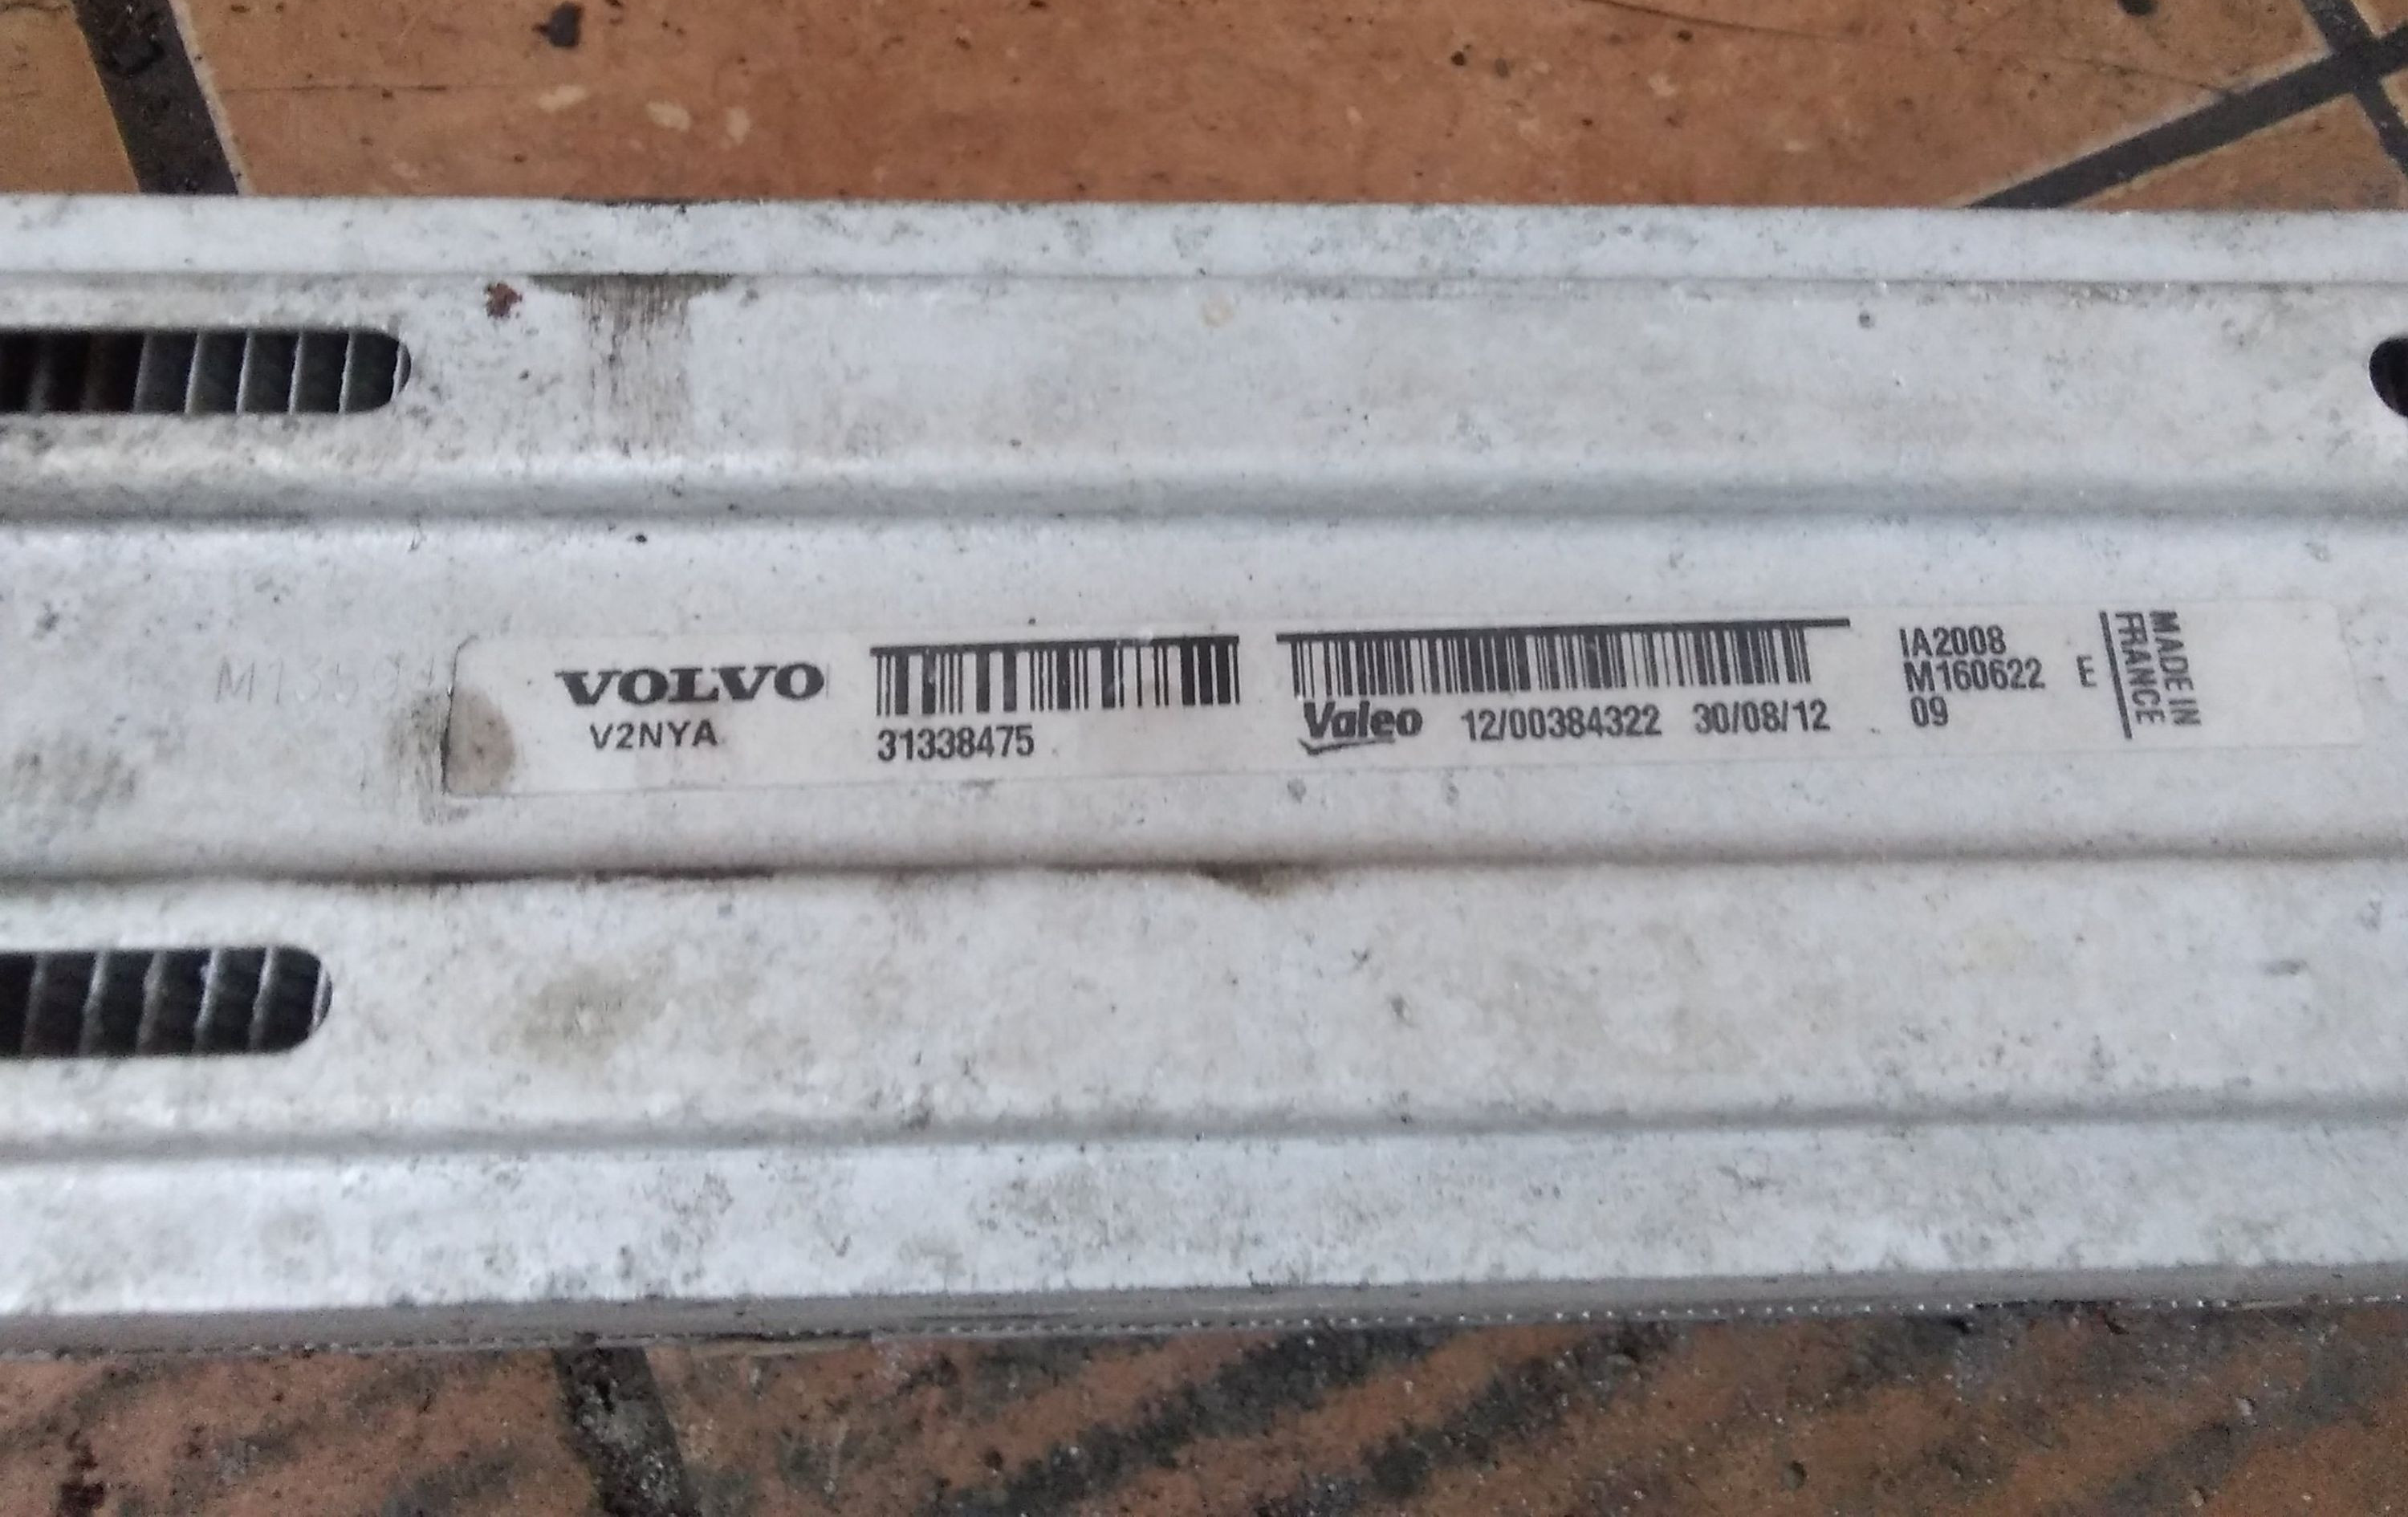 VOLVO
V2NYA
31338475
Valeo 12/00384322 30/08/12
IA2008
M160622 E
09
MADE IN
FRANCE